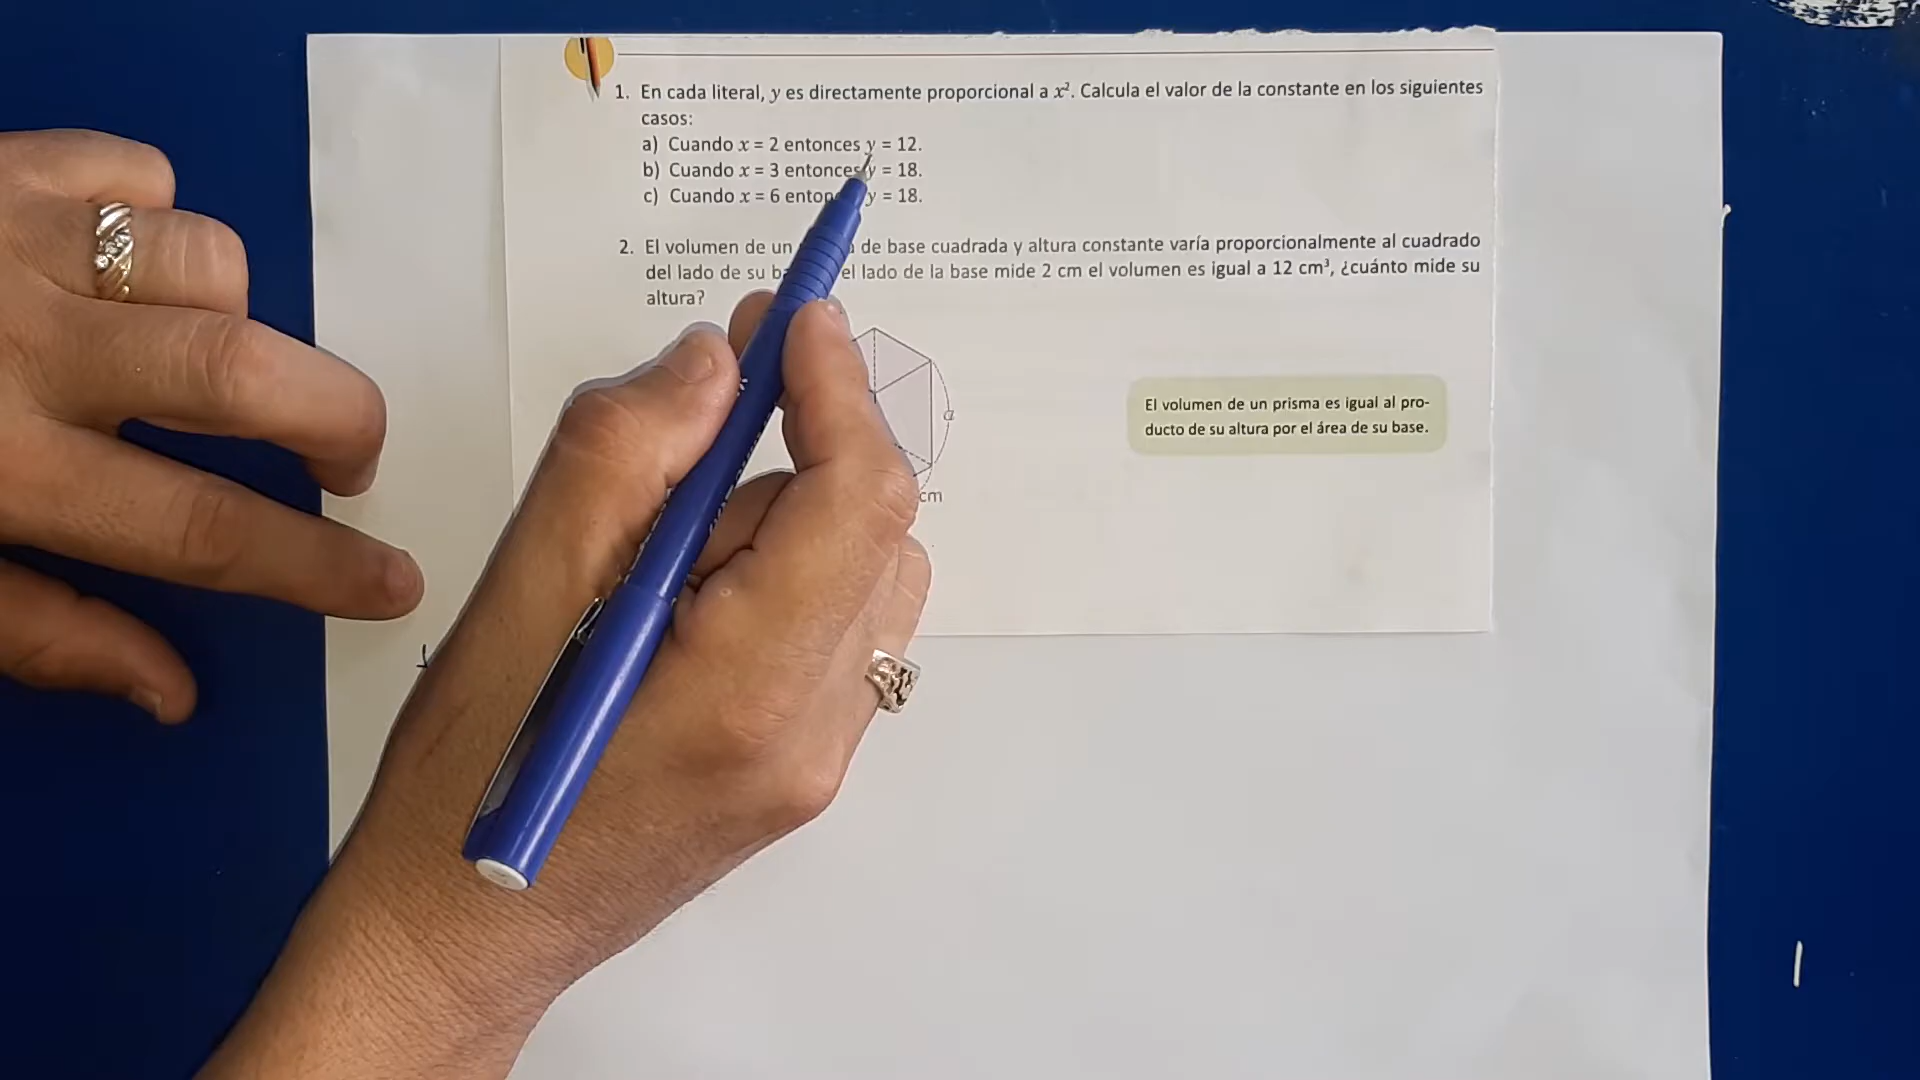 1. En cada literal, y es directamente proporcional a x². Calcula el valor de la constante en los siguientes
casos:
a) Cuando x = 2 entonces y = 12.
b) Cuando x = 3 entonces y = 18.
c) Cuando x = 6 y = 18.
2. El volumen de un de base cuadrada y altura constante varía proporcionalmente al cuadrado
del lado de su el lado de la base mide 2 cm el volumen es igual a 12 cm³, ¿cuánto mide su
altura?
a
El volumen de un prisma es igual al pro-
ducto de su altura por el área de su base.
cm